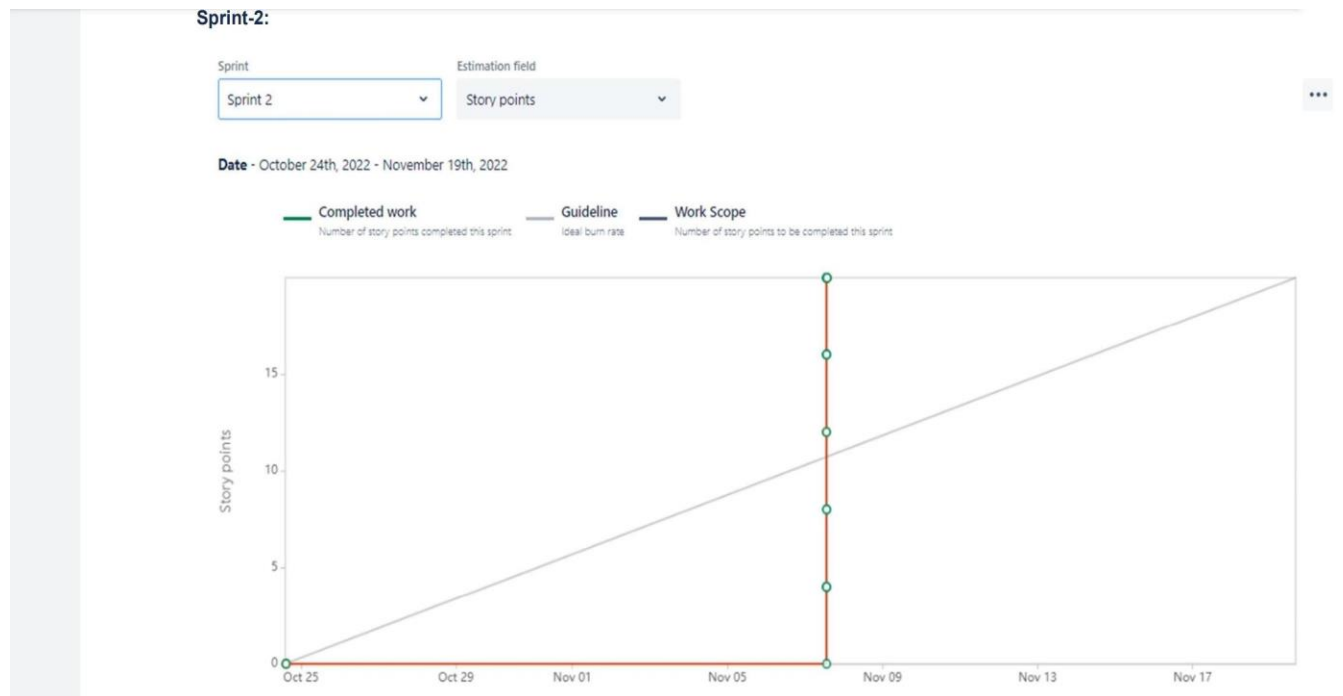 Sprint-2:
Sprint
Estimation field
Sprint 2
Story points
Date - October 24th, 2022 - November 19th, 2022
Completed work
Number of story points completed this sprint
Guideline
Ideal burn rate
Work Scope
Number of story points to be completed this sprint
Story points
15
10
5
0
Oct 25 Oct 29 Nov 01 Nov 05 Nov 09 Nov 13 Nov 17